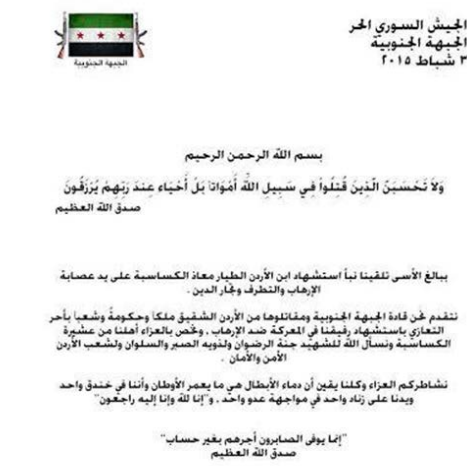 الجيش السوري الحر
الجبهة الجنوبية
٣ شباط ٢٠١٥
الجبهة الجنوبية
بسم الله الرحمن الرحيم
وَلاَ تَحْسَبَنَّ الَّذِينَ قُتِلُواْ فِي سَبِيلِ اللّهِ أَمْوَاتاً بَلْ أَحْيَاء عِندَ رَبِّهِمْ يُرْزَقُونَ
صدق الله العظيم
ببالغ الأسى تلقينا نبأ استشهاد ابن الأردن الطيار معاذ الكساسبة على يد عصابة
الإرهاب والتطرف وتجار الدين .
نتقدم نحن قادة الجبهة الجنوبية ومقاتلوها من الأردن الشقيق ملكاً وحكومةً وشعباً بأحر
التعازي باستشهاد رفيقنا في المعركة ضد الإرهاب ، ونخص بالعزاء أهلنا من عشيرة
الكساسبة ونسأل الله للشهيد جنة الرضوان ولذويه الصبر والسلوان ولشعب الأردن
الأمن والأمان .
نشاطركم العزاء وكلنا يقين أن دماء الأبطال هي ما يعمر الأوطان وأننا في خندق واحد
ويدنا على زناد واحد في مواجهة عدو واحد ، و"إنا لله وإنا إليه راجعون"
"إنما يوفى الصابرون أجرهم بغير حساب"
صدق الله العظيم